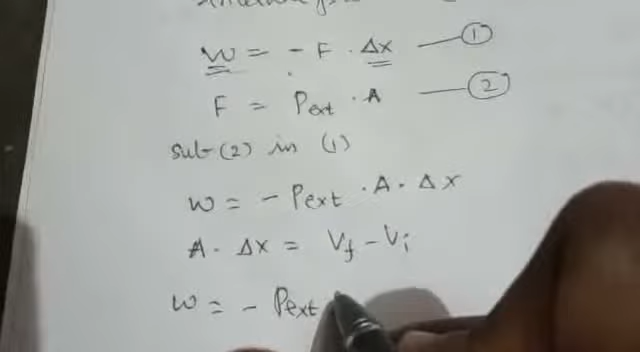 W = - F . Δx — ①
F = Pext . A — ②
sub (2) in (1)
W = - Pext . A . Δx
A . Δx = Vf - Vi
W = - Pext